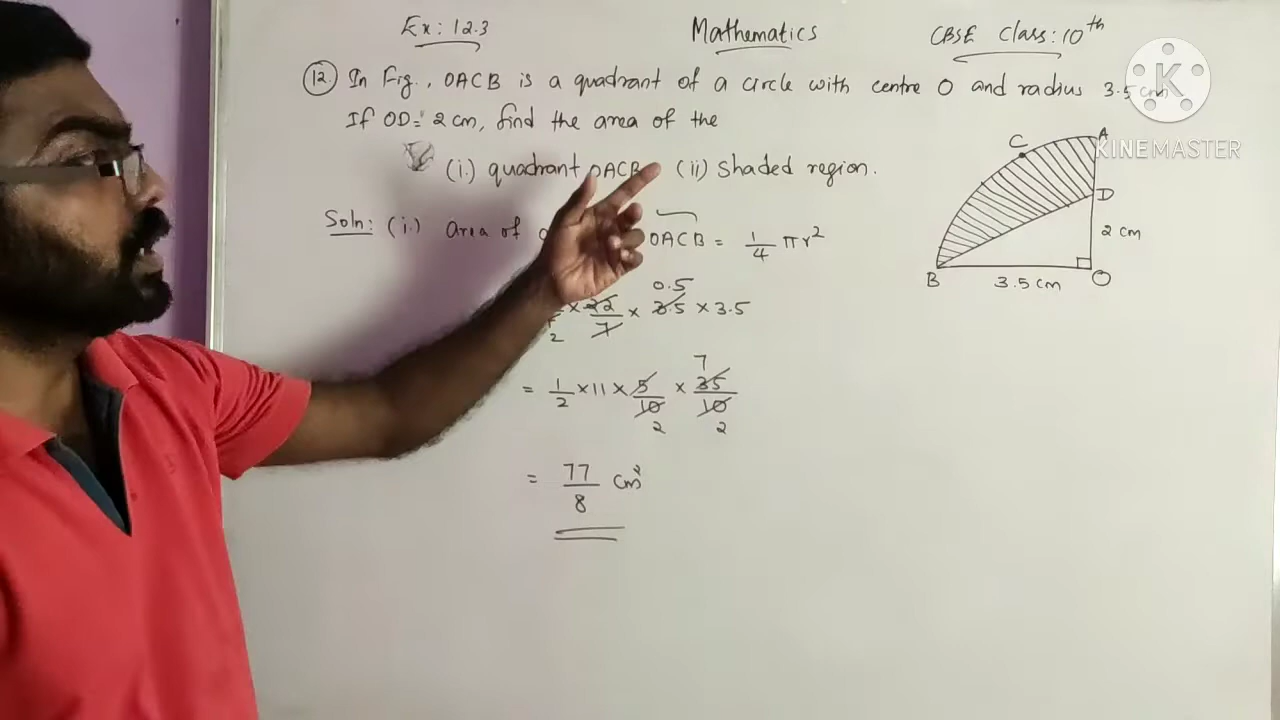 Ex: 12.3
Mathematics
CBSE Class: 10th
12 In Fig., OACB is a quadrant of a circle with centre O and radius 3.5 cm
If OD = 2 cm, find the area of the
(i.) quadrant OACB (ii) Shaded region.
Soln: (i.) Area of OACB = 1/4 πr²
× 22/7 × 3.5 × 3.5
2
0.5
= 1/2 × 11 × 5/10 × 35/10
7
2 2
= 77/8 cm²
C
A
D
2 cm
B
3.5 cm
O
K
KINEMASTER